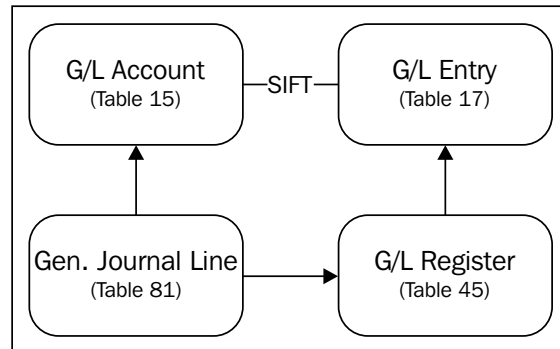 G/L Account
(Table 15)
SIFT
G/L Entry
(Table 17)
Gen. Journal Line
(Table 81)
G/L Register
(Table 45)